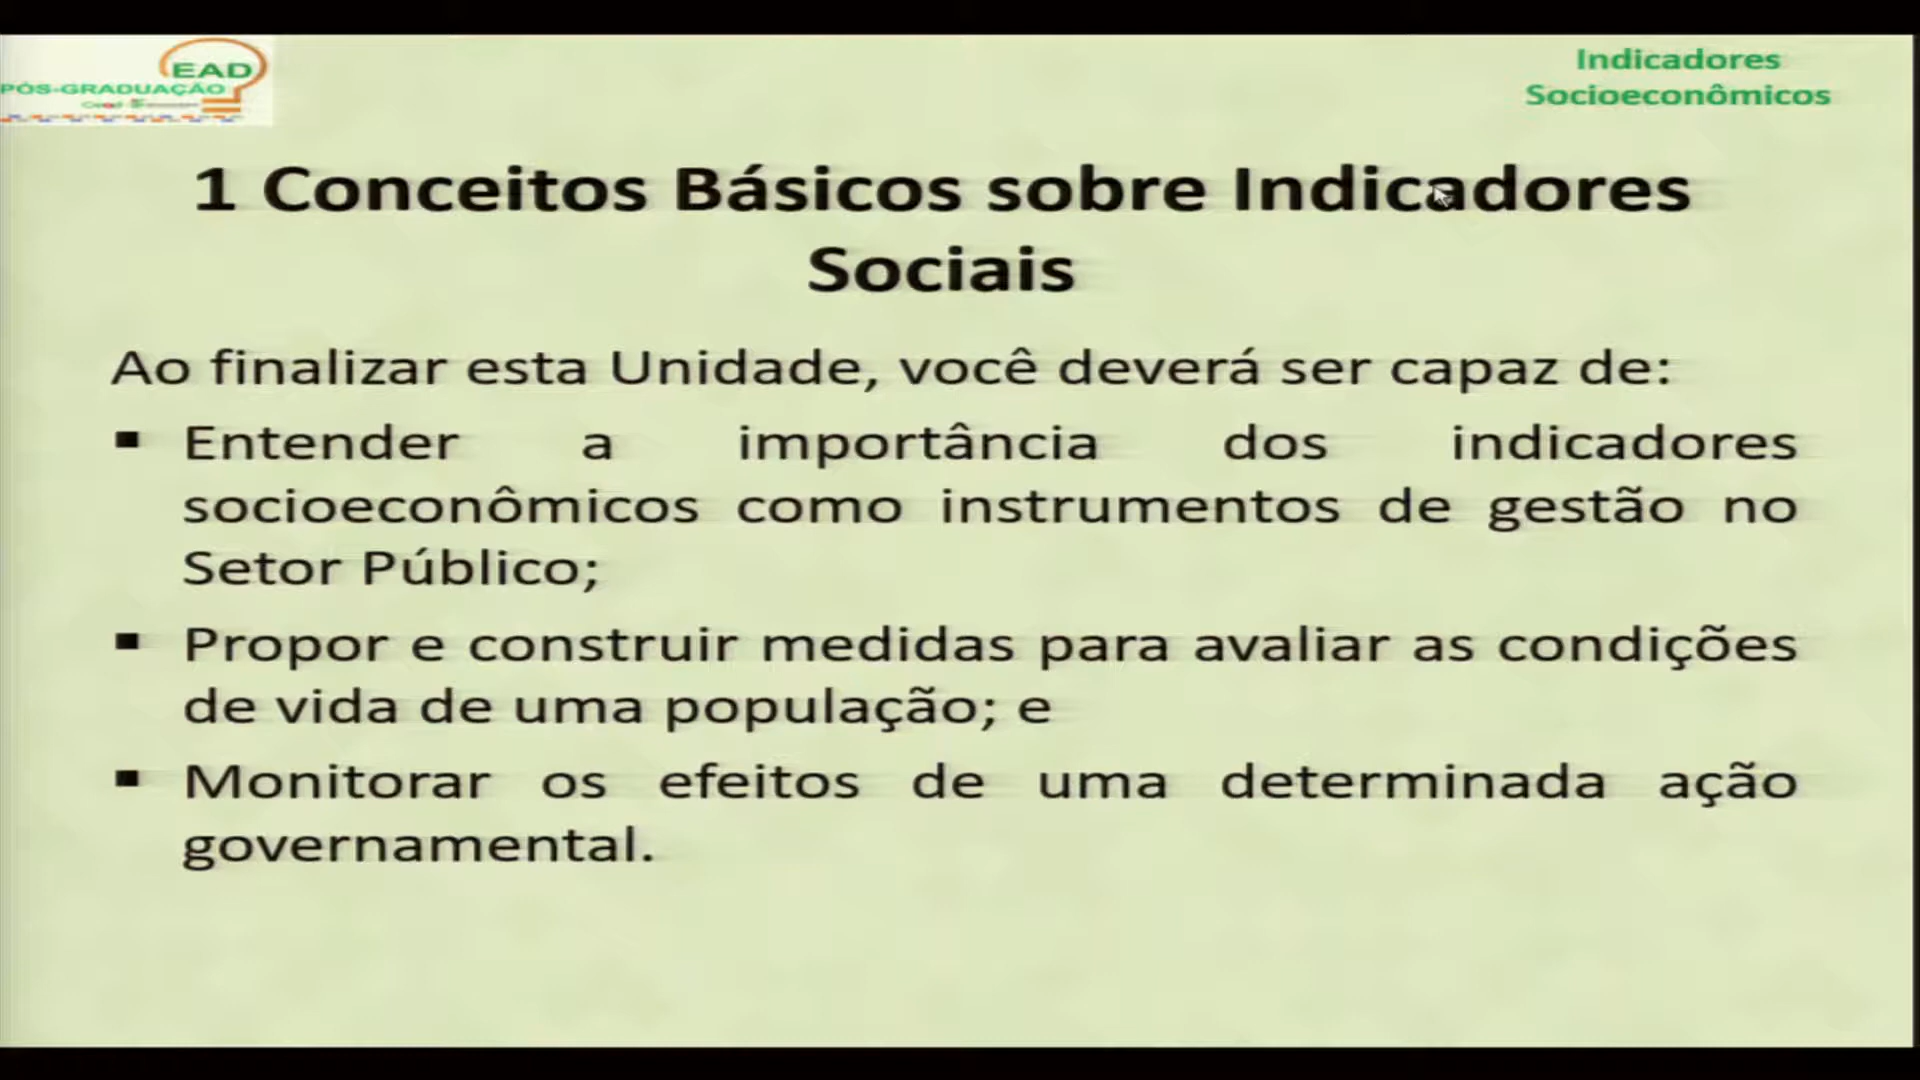 EAD
PÓS-GRADUAÇÃO
Indicadores
Socioeconômicos
1 Conceitos Básicos sobre Indicadores
Sociais
Ao finalizar esta Unidade, você deverá ser capaz de:
▪ Entender a importância dos indicadores
socioeconômicos como instrumentos de gestão no
Setor Público;
▪ Propor e construir medidas para avaliar as condições
de vida de uma população; e
▪ Monitorar os efeitos de uma determinada ação
governamental.